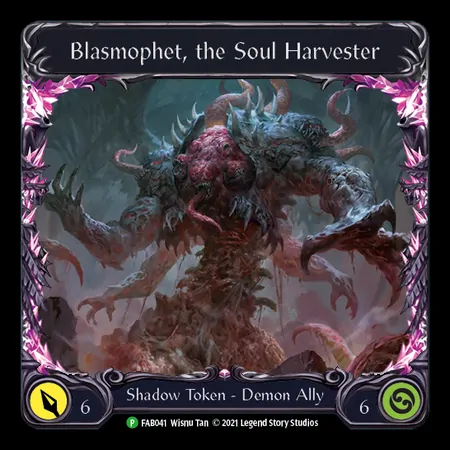 Blasmophet, the Soul Harvester
6 Shadow Token - Demon Ally 6
P FAB041 Wisnu Tan © 2021 Legend Story Studios